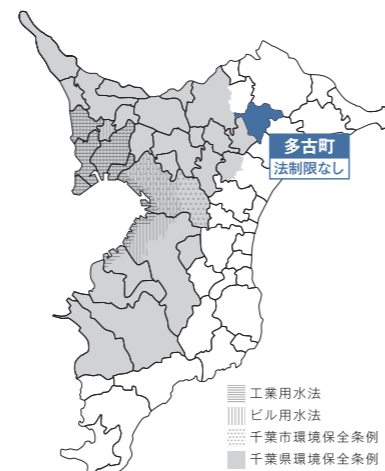 多古町
法制限なし
工業用水法
ビル用水法
千葉市環境保全条例
千葉県環境保全条例